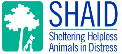 SHAID
Sheltering Helpless
Animals in Distress